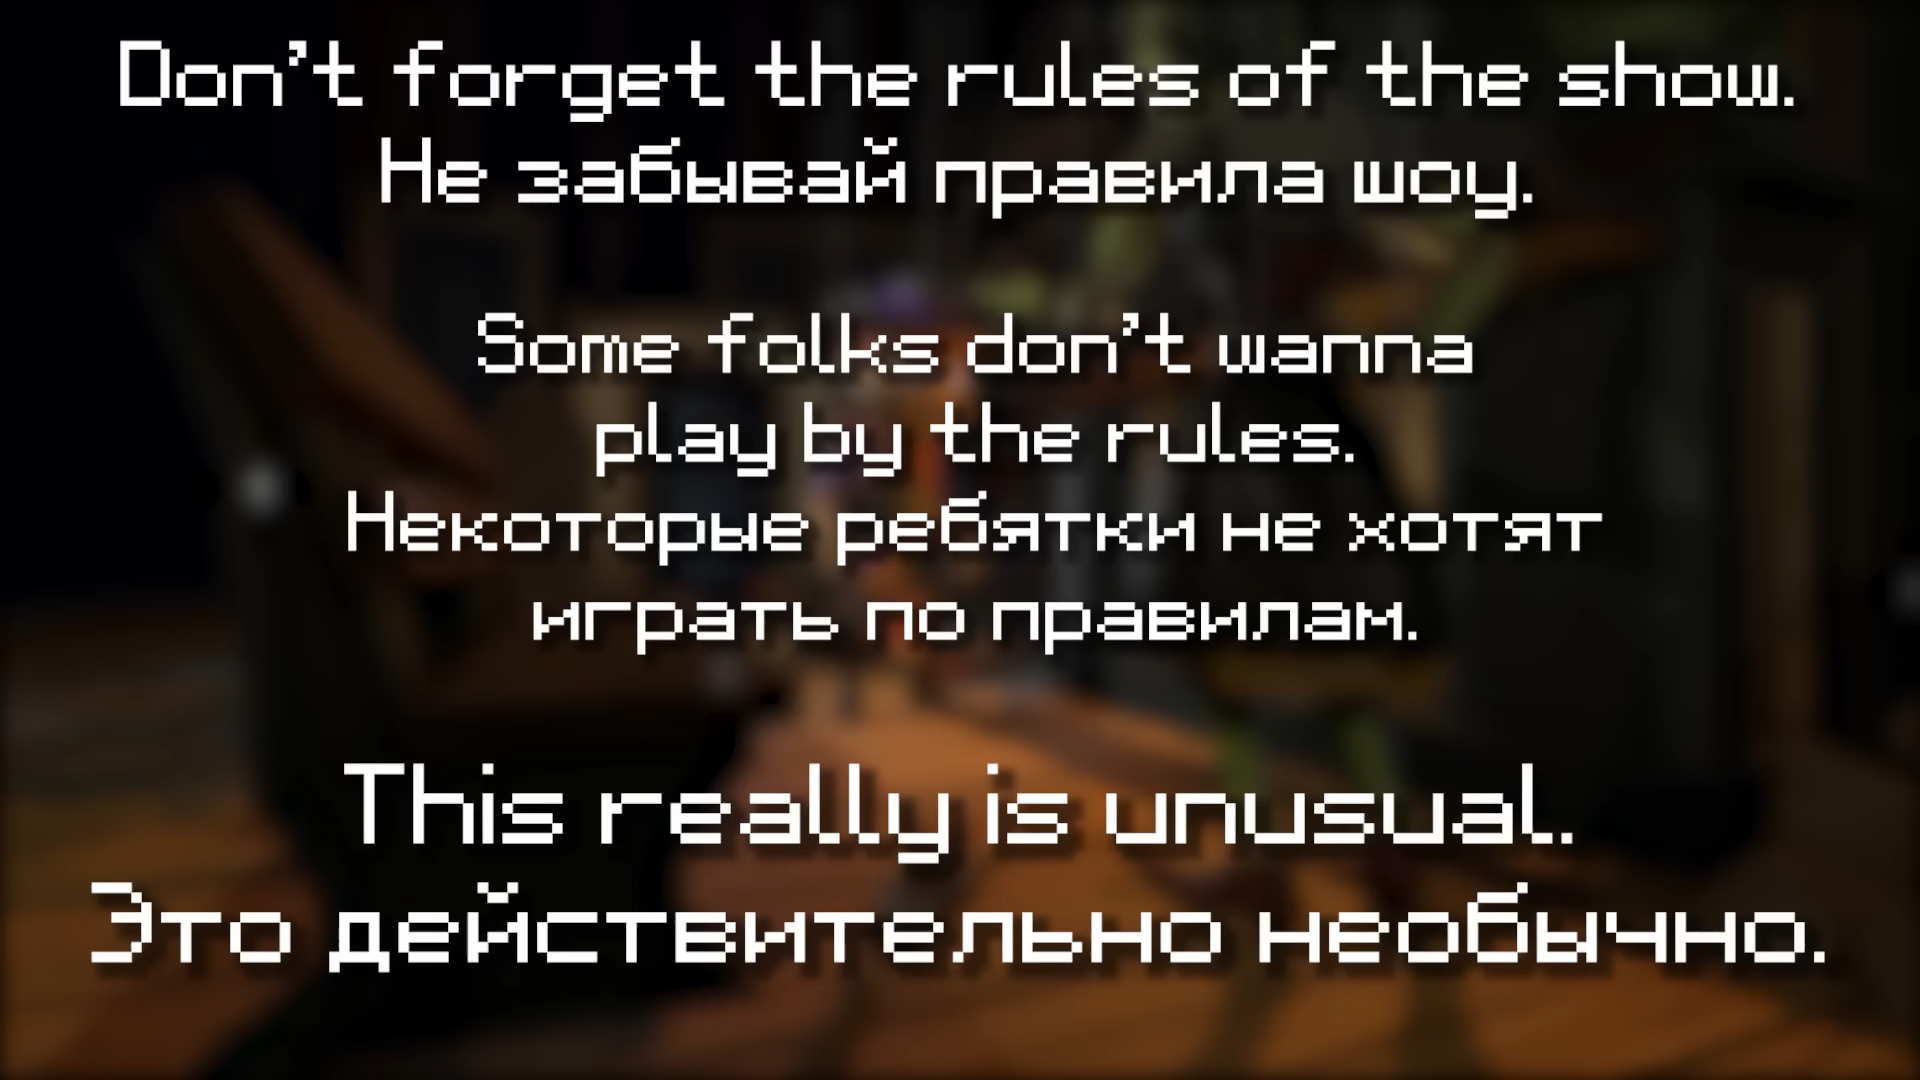 Don't forget the rules of the show.
Не забывай правила шоу.
Some folks don't wanna
play by the rules.
Некоторые ребятки не хотят
играть по правилам.
This really is unusual.
Это действительно необычно.